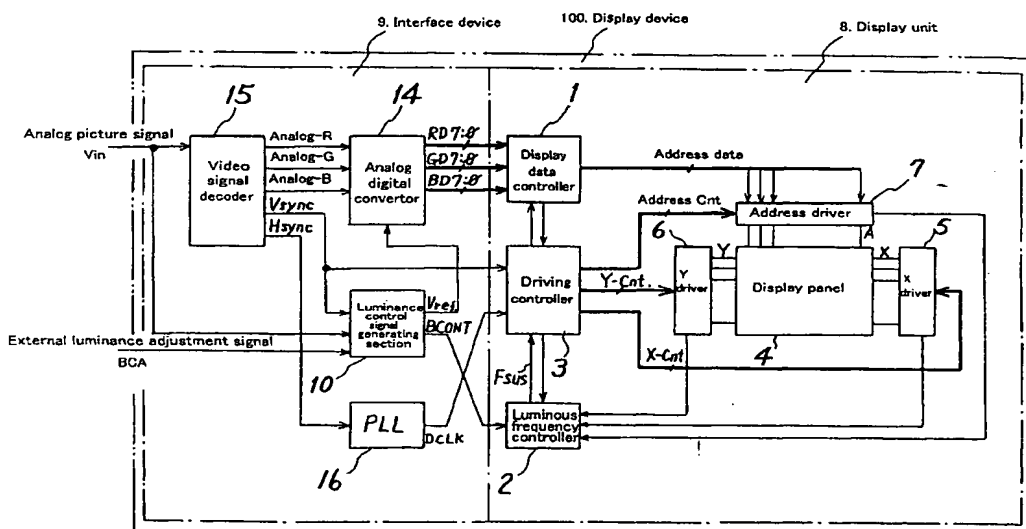 100. Display device
9. Interface device
8. Display unit
15
14
1
Analog picture signal
Vin
Analog-R
Analog-G
Analog-B
Vsync
Hsync
Video
signal
decoder
Analog
digital
convertor
RD7:0
GD7:0
BD7:0
Display
data
controller
Address data
Address Cnt
7
Address driver
A
6
5
Y
X
Y
driver
Display panel
X
driver
4
Driving
controller
3
Y-Cnt.
X-Cnt
Luminance
control
signal
generating
section
Vref
BCONT
10
External luminance adjustment signal
BCA
Fsus
PLL
DCLK
16
Luminous
frequency
controller
2